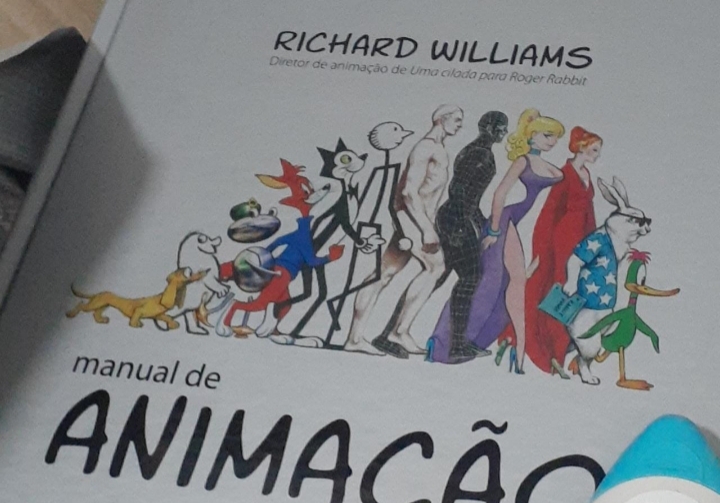 RICHARD WILLIAMS
Diretor de animação de Uma cilada para Roger Rabbit
manual de
ANIMAÇÃO